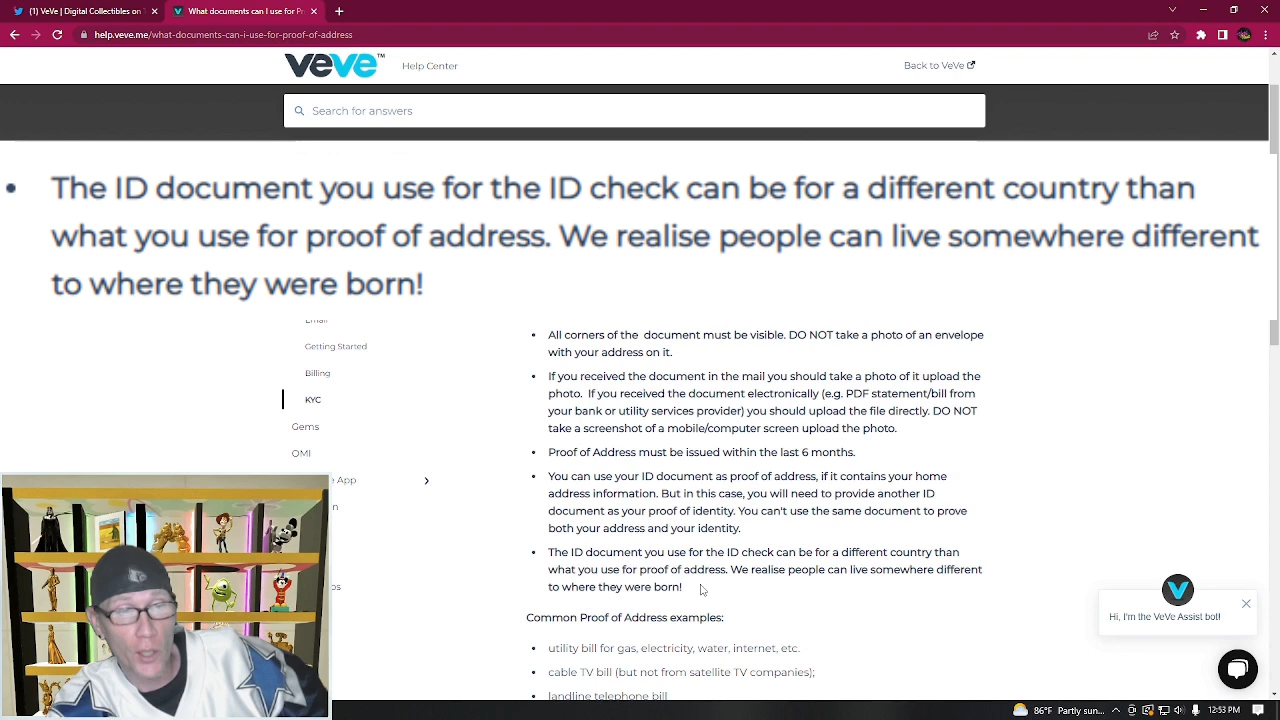 (1) VeVe | Digital Collectibles on
What documents can I use for Pr
help.veve.me/what-documents-can-i-use-for-proof-of-address
veve™
Help Center
Back to VeVe
Search for answers
• The ID document you use for the ID check can be for a different country than
what you use for proof of address. We realise people can live somewhere different
to where they were born!
Email
Getting Started
Billing
KYC
Gems
OMI
App
• All corners of the document must be visible. DO NOT take a photo of an envelope
with your address on it.
• If you received the document in the mail you should take a photo of it upload the
photo. If you received the document electronically (e.g. PDF statement/bill from
your bank or utility services provider) you should upload the file directly. DO NOT
take a screenshot of a mobile/computer screen upload the photo.
• Proof of Address must be issued within the last 6 months.
• You can use your ID document as proof of address, if it contains your home
address information. But in this case, you will need to provide another ID
document as your proof of identity. You can't use the same document to prove
both your address and your identity.
• The ID document you use for the ID check can be for a different country than
what you use for proof of address. We realise people can live somewhere different
to where they were born!
Common Proof of Address examples:
• utility bill for gas, electricity, water, internet, etc.
• cable TV bill (but not from satellite TV companies);
• landline telephone bill
Hi, I'm the VeVe Assist bot!
86°F Partly sun...
12:53 PM